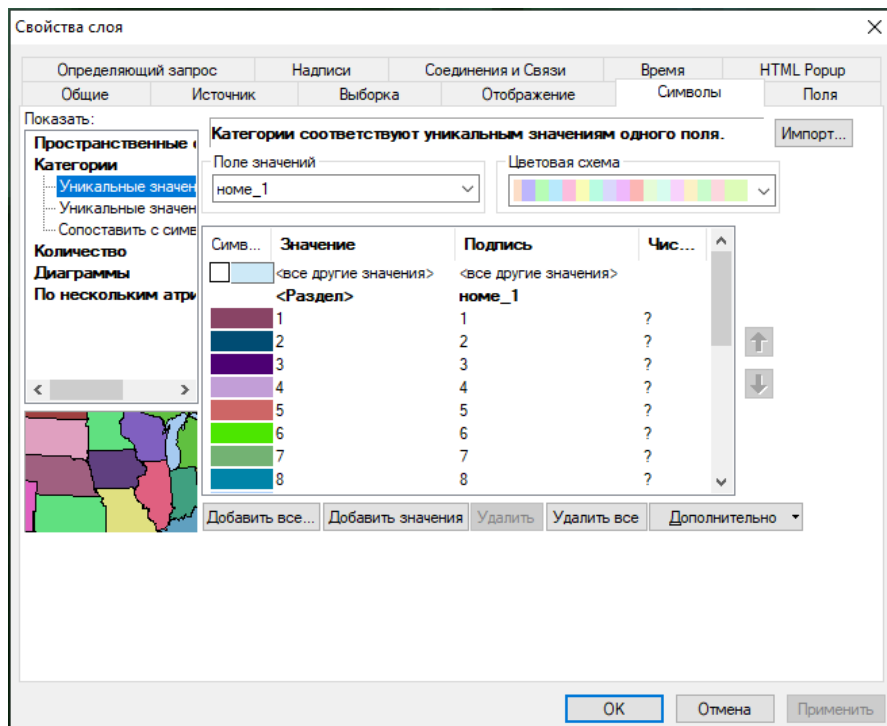 Свойства слоя
Определяющий запрос Надписи Соединения и Связи Время HTML Popup
Общие Источник Выборка Отображение Символы Поля
Показать:
Пространственные
Категории
Уникальные значен
Уникальные значен
Сопоставить с симв
Количество
Диаграммы
По нескольким атри
Категории соответствуют уникальным значениям одного поля.
Импорт...
Поле значений
номе_1
Цветовая схема
Симв... Значение Подпись Чис...
<все другие значения> <все другие значения>
<Раздел> номе_1
1 1 ?
2 2 ?
3 3 ?
4 4 ?
5 5 ?
6 6 ?
7 7 ?
8 8 ?
Добавить все... Добавить значения Удалить Удалить все Дополнительно
OK Отмена Применить